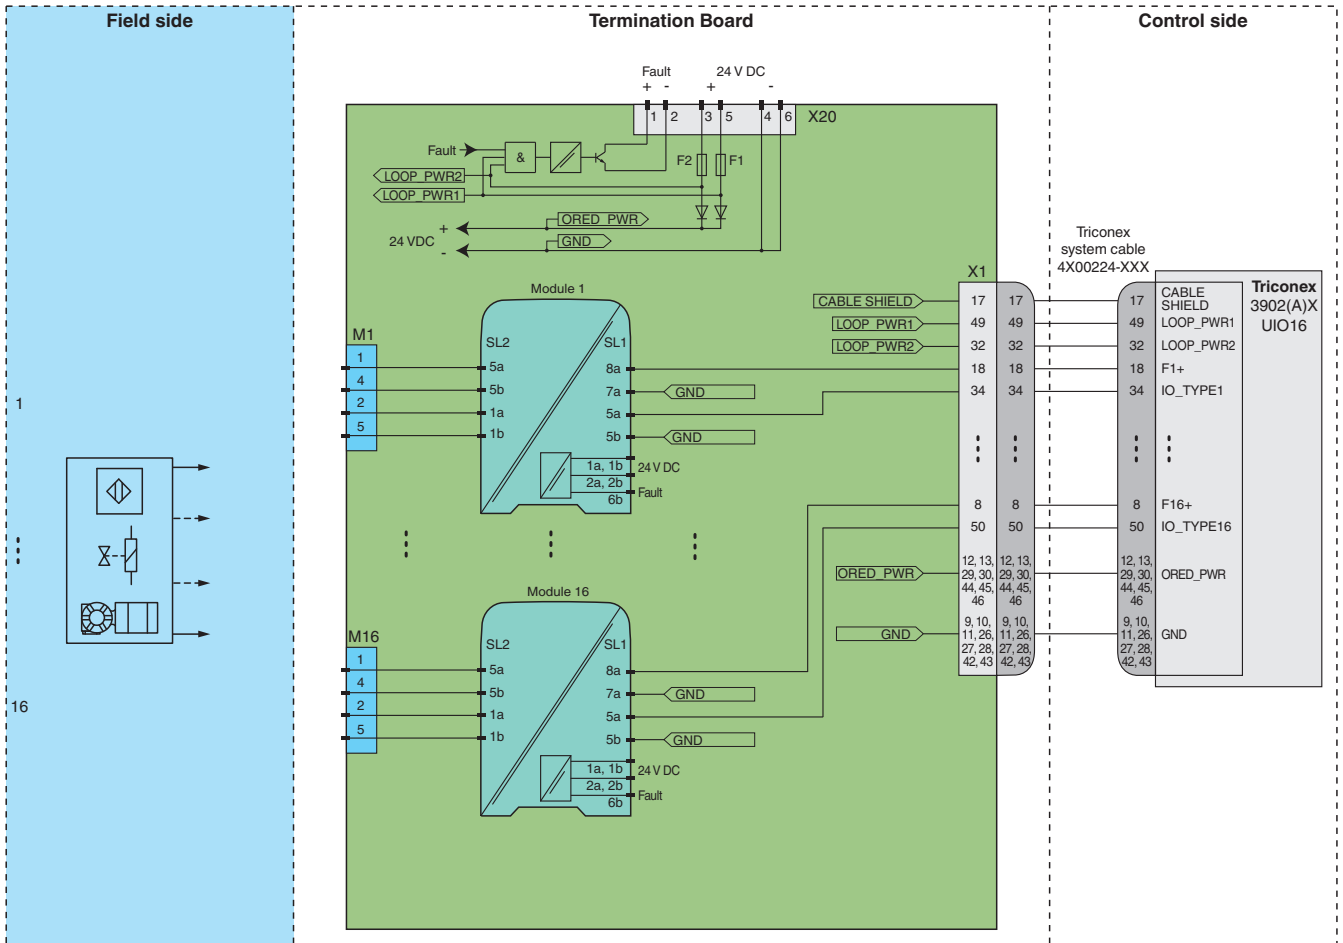 Field side
Termination Board
Control side
Fault 24 V DC
+ - + -
1 2 3 5 4 6 X20
Fault
&
F2 F1
LOOP_PWR2
LOOP_PWR1
ORED_PWR
+
24 VDC
GND
-
Triconex
system cable
4X00224-XXX
X1
Triconex
3902(A)X
UIO16
Module 1
CABLE SHIELD 17 17 17 CABLE
SHIELD
LOOP_PWR1 49 49 49 LOOP_PWR1
LOOP_PWR2 32 32 32 LOOP_PWR2
18 18 18 F1+
34 34 34 IO_TYPE1
M1
1
4
2
5
SL2
5a
5b
1a
1b
SL1
8a
7a GND
5a
5b GND
1a, 1b 24 V DC
2a, 2b
6b Fault
1
16
8 8 8 F16+
50 50 50 IO_TYPE16
12, 13, 12, 13, 12, 13,
ORED_PWR 29, 30, 29, 30, 29, 30, ORED_PWR
44, 45, 44, 45, 44, 45,
46 46 46
9, 10, 9, 10, 9, 10,
GND 11, 26, 11, 26, 11, 26, GND
27, 28, 27, 28, 27, 28,
42, 43 42, 43 42, 43
Module 16
M16
1
4
2
5
SL2
5a
5b
1a
1b
SL1
8a
7a GND
5a
5b GND
1a, 1b 24 V DC
2a, 2b
6b Fault